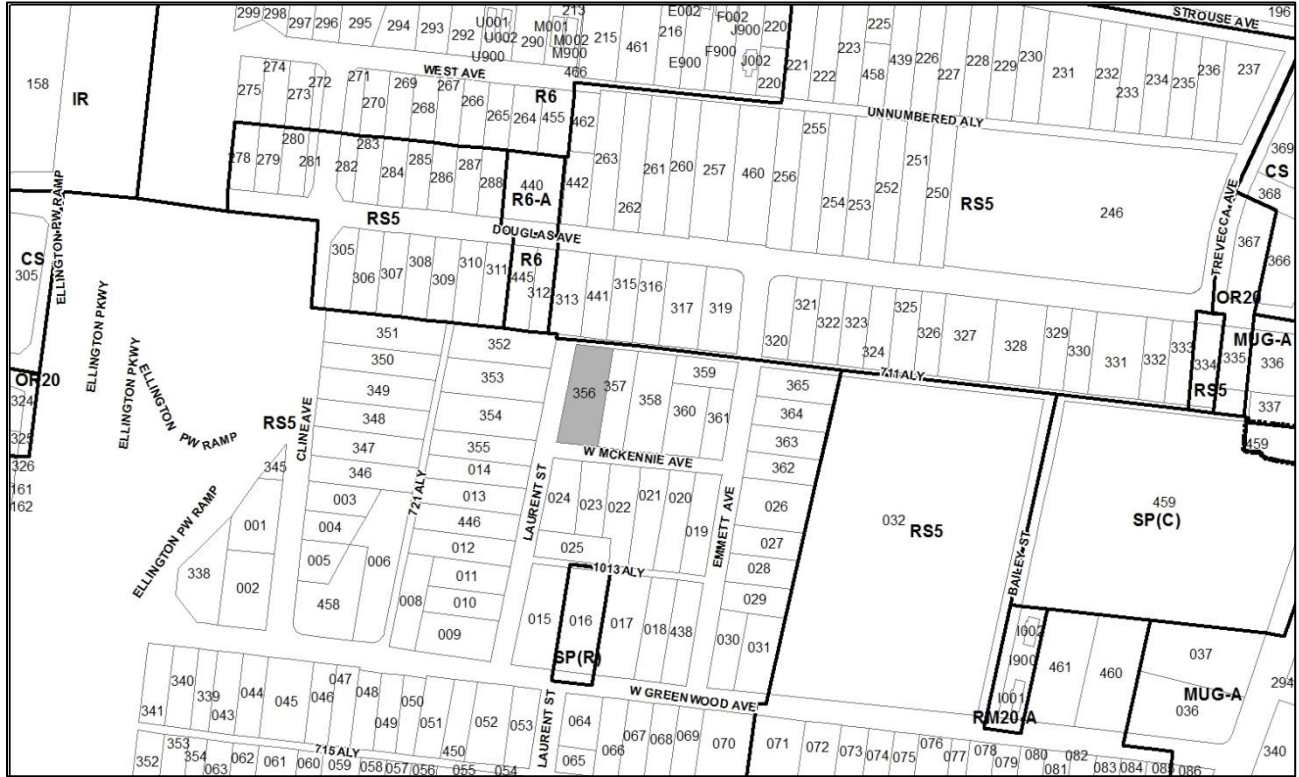 299 298 297 296 295 294 293 292 U001 U002 U900 290 M001 M002 M900 213 466 215 461 216 E002 E900 F002 F900 J900 J002 220 220 225 STROUSE AVE 196
158 IR 275 274 273 272 WEST AVE 271 270 269 268 267 266 265 264 455 R6 462
221 222 223 458 439 226 227 228 229 230 231 232 233 234 235 236 237
UNNUMBERED ALY
278 279 280 281 282 283 284 285 286 287 288 440 R6-A 442 263 262 261 260 257 460 256 255 254 253 252 251 250 RS5 246 369 CS 368
ELLINGTON PW RAMP
RS5
DOUGLAS AVE
TREVECCA AVE
367 366
CS 305
305 306 307 308 309 310 311 R6 445 312 313 441 315 316 317 319 320 321 322 323 324 325 326 327 328 329 330 331 332 333 334 RS5 335 OR20 MUG-A 336 337 459
ELLINGTON PKWY
ELLINGTON PKWY
ELLINGTON PW RAMP
OR20 324 325 326 161 162
RS5
CLINE AVE
351 350 349 348 347 346
352 353 354 355 014 013 446 012 011 010 009
721 ALY
LAURENT ST
356 357 358 359 360 361
711 ALY
365 364 363 362 026 027 028 029 030 031
W MCKENNIE AVE
024 023 022 021 020 019
025
EMMETT AVE
1013 ALY
345 001 338 002
ELLINGTON PW RAMP
003 004 005 006 458 008
015 016 SP(R) 017 018 438
032 RS5
BAILEY ST
459
SP(C)
I002 I900 I001 RM20-A 461 460 037 MUG-A 036 294 340
W GREENWOOD AVE
341 340 339 043 044 045 046 047 048 049 050 051 450 052 053
LAURENT ST
064 065 066 067 068 069 070 071 072 073 074 075 076 077 078 079 080 081 082 083 084 085 086
715 ALY
352 353 354 063 062 061 060 059 058 057 056 055 054